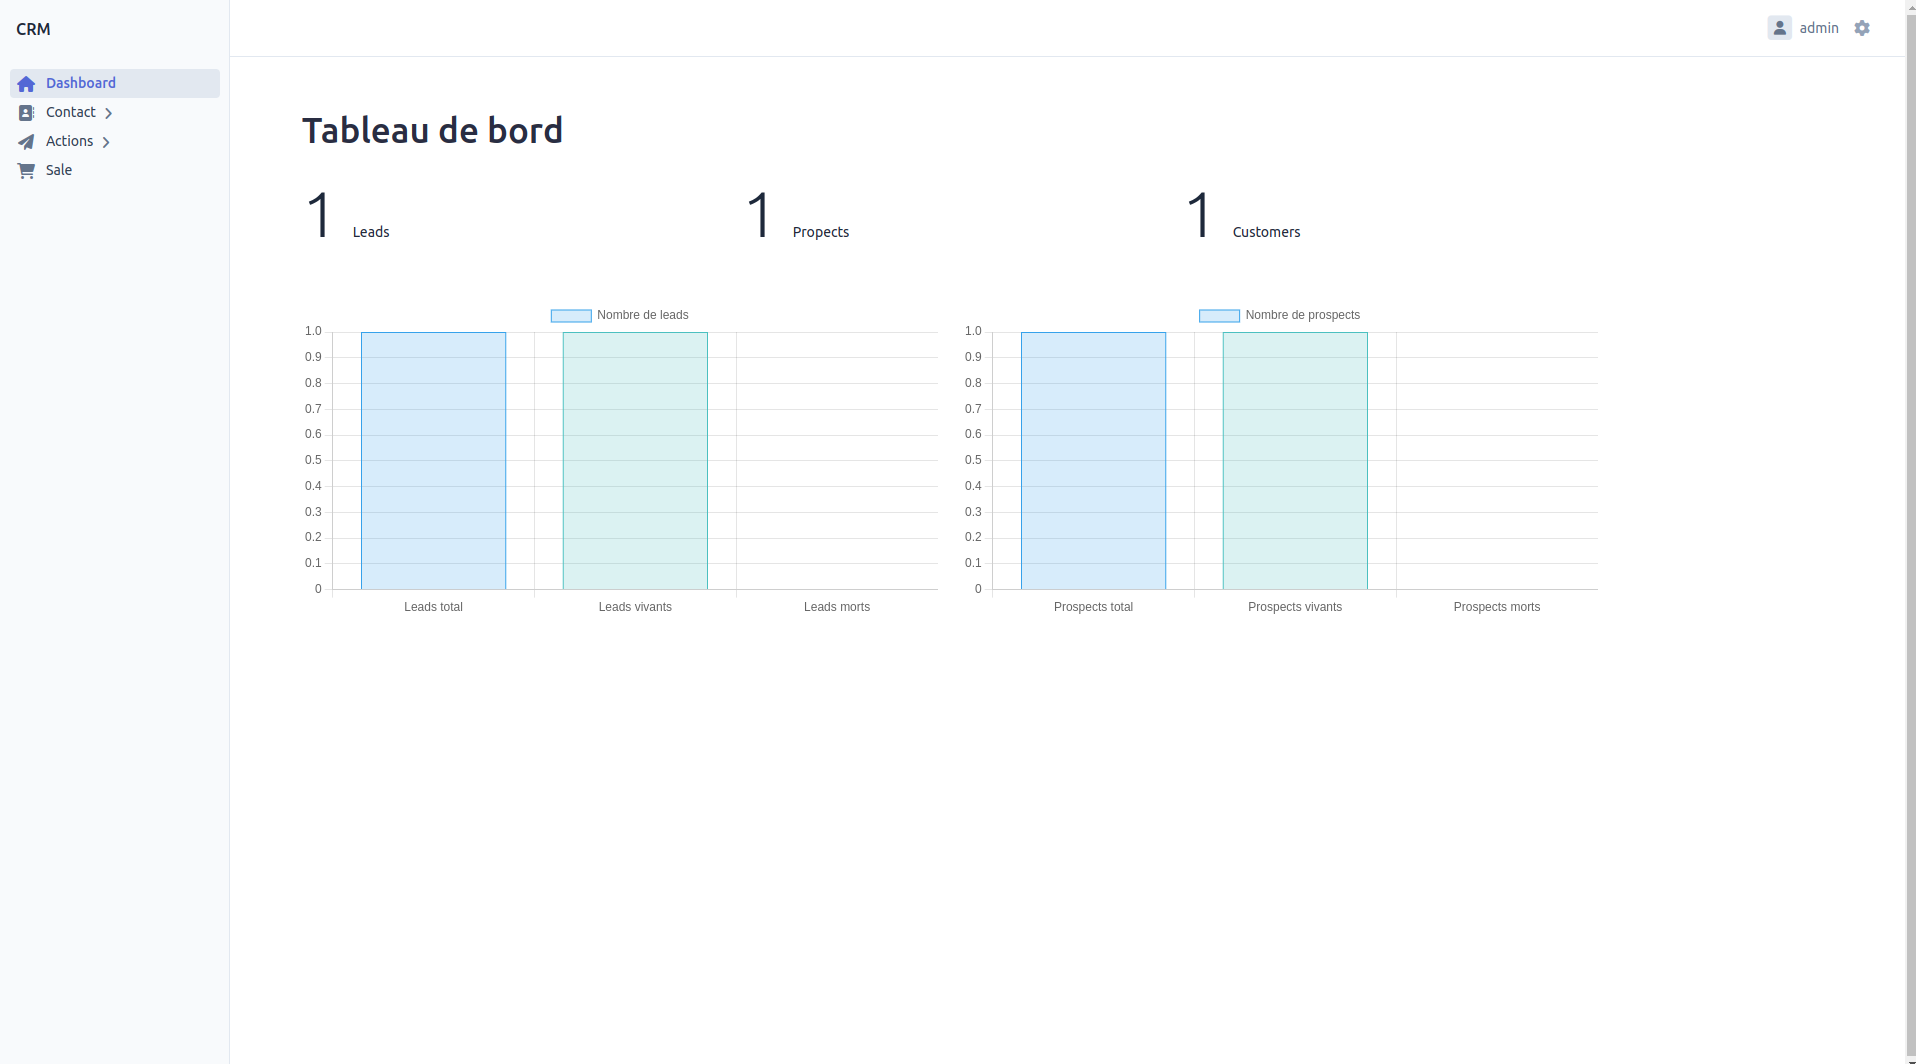 CRM
admin
Dashboard
Contact
Actions
Sale
Tableau de bord
1 Leads
1 Propects
1 Customers
Nombre de leads
1.0
0.9
0.8
0.7
0.6
0.5
0.4
0.3
0.2
0.1
0
Leads total Leads vivants Leads morts
Nombre de prospects
1.0
0.9
0.8
0.7
0.6
0.5
0.4
0.3
0.2
0.1
0
Prospects total Prospects vivants Prospects morts